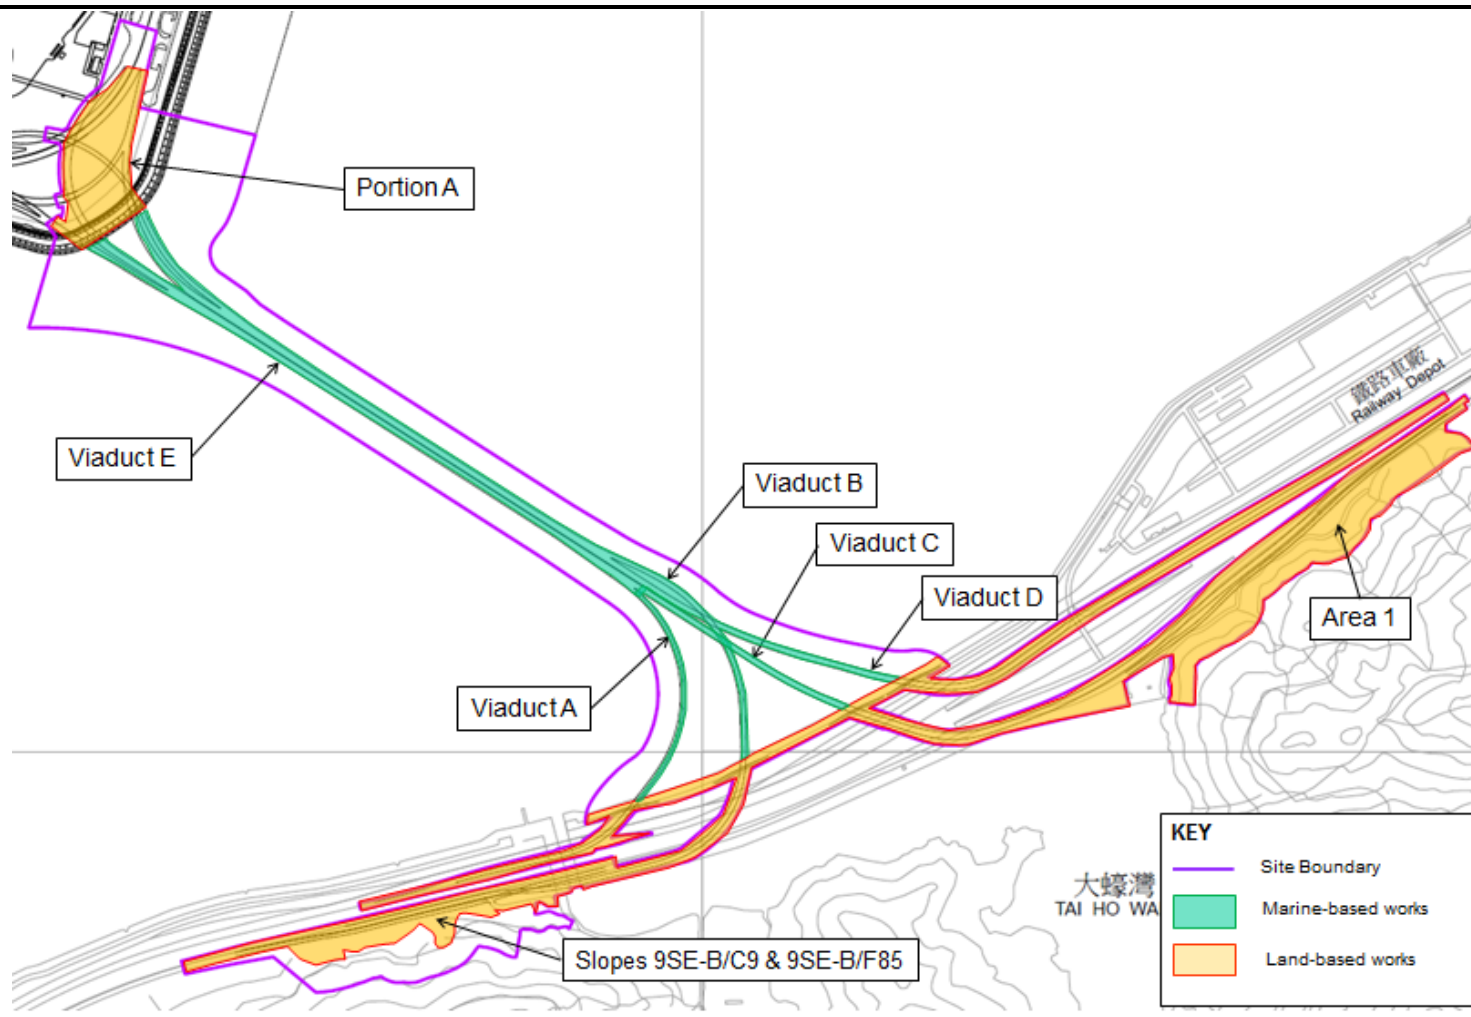 Portion A
鐵路車廠
Railway Depot
Viaduct E
Viaduct B
Viaduct C
Viaduct D
Area 1
Viaduct A
大蠔灣
TAI HO WA
Slopes 9SE-B/C9 & 9SE-B/F85
KEY
Site Boundary
Marine-based works
Land-based works